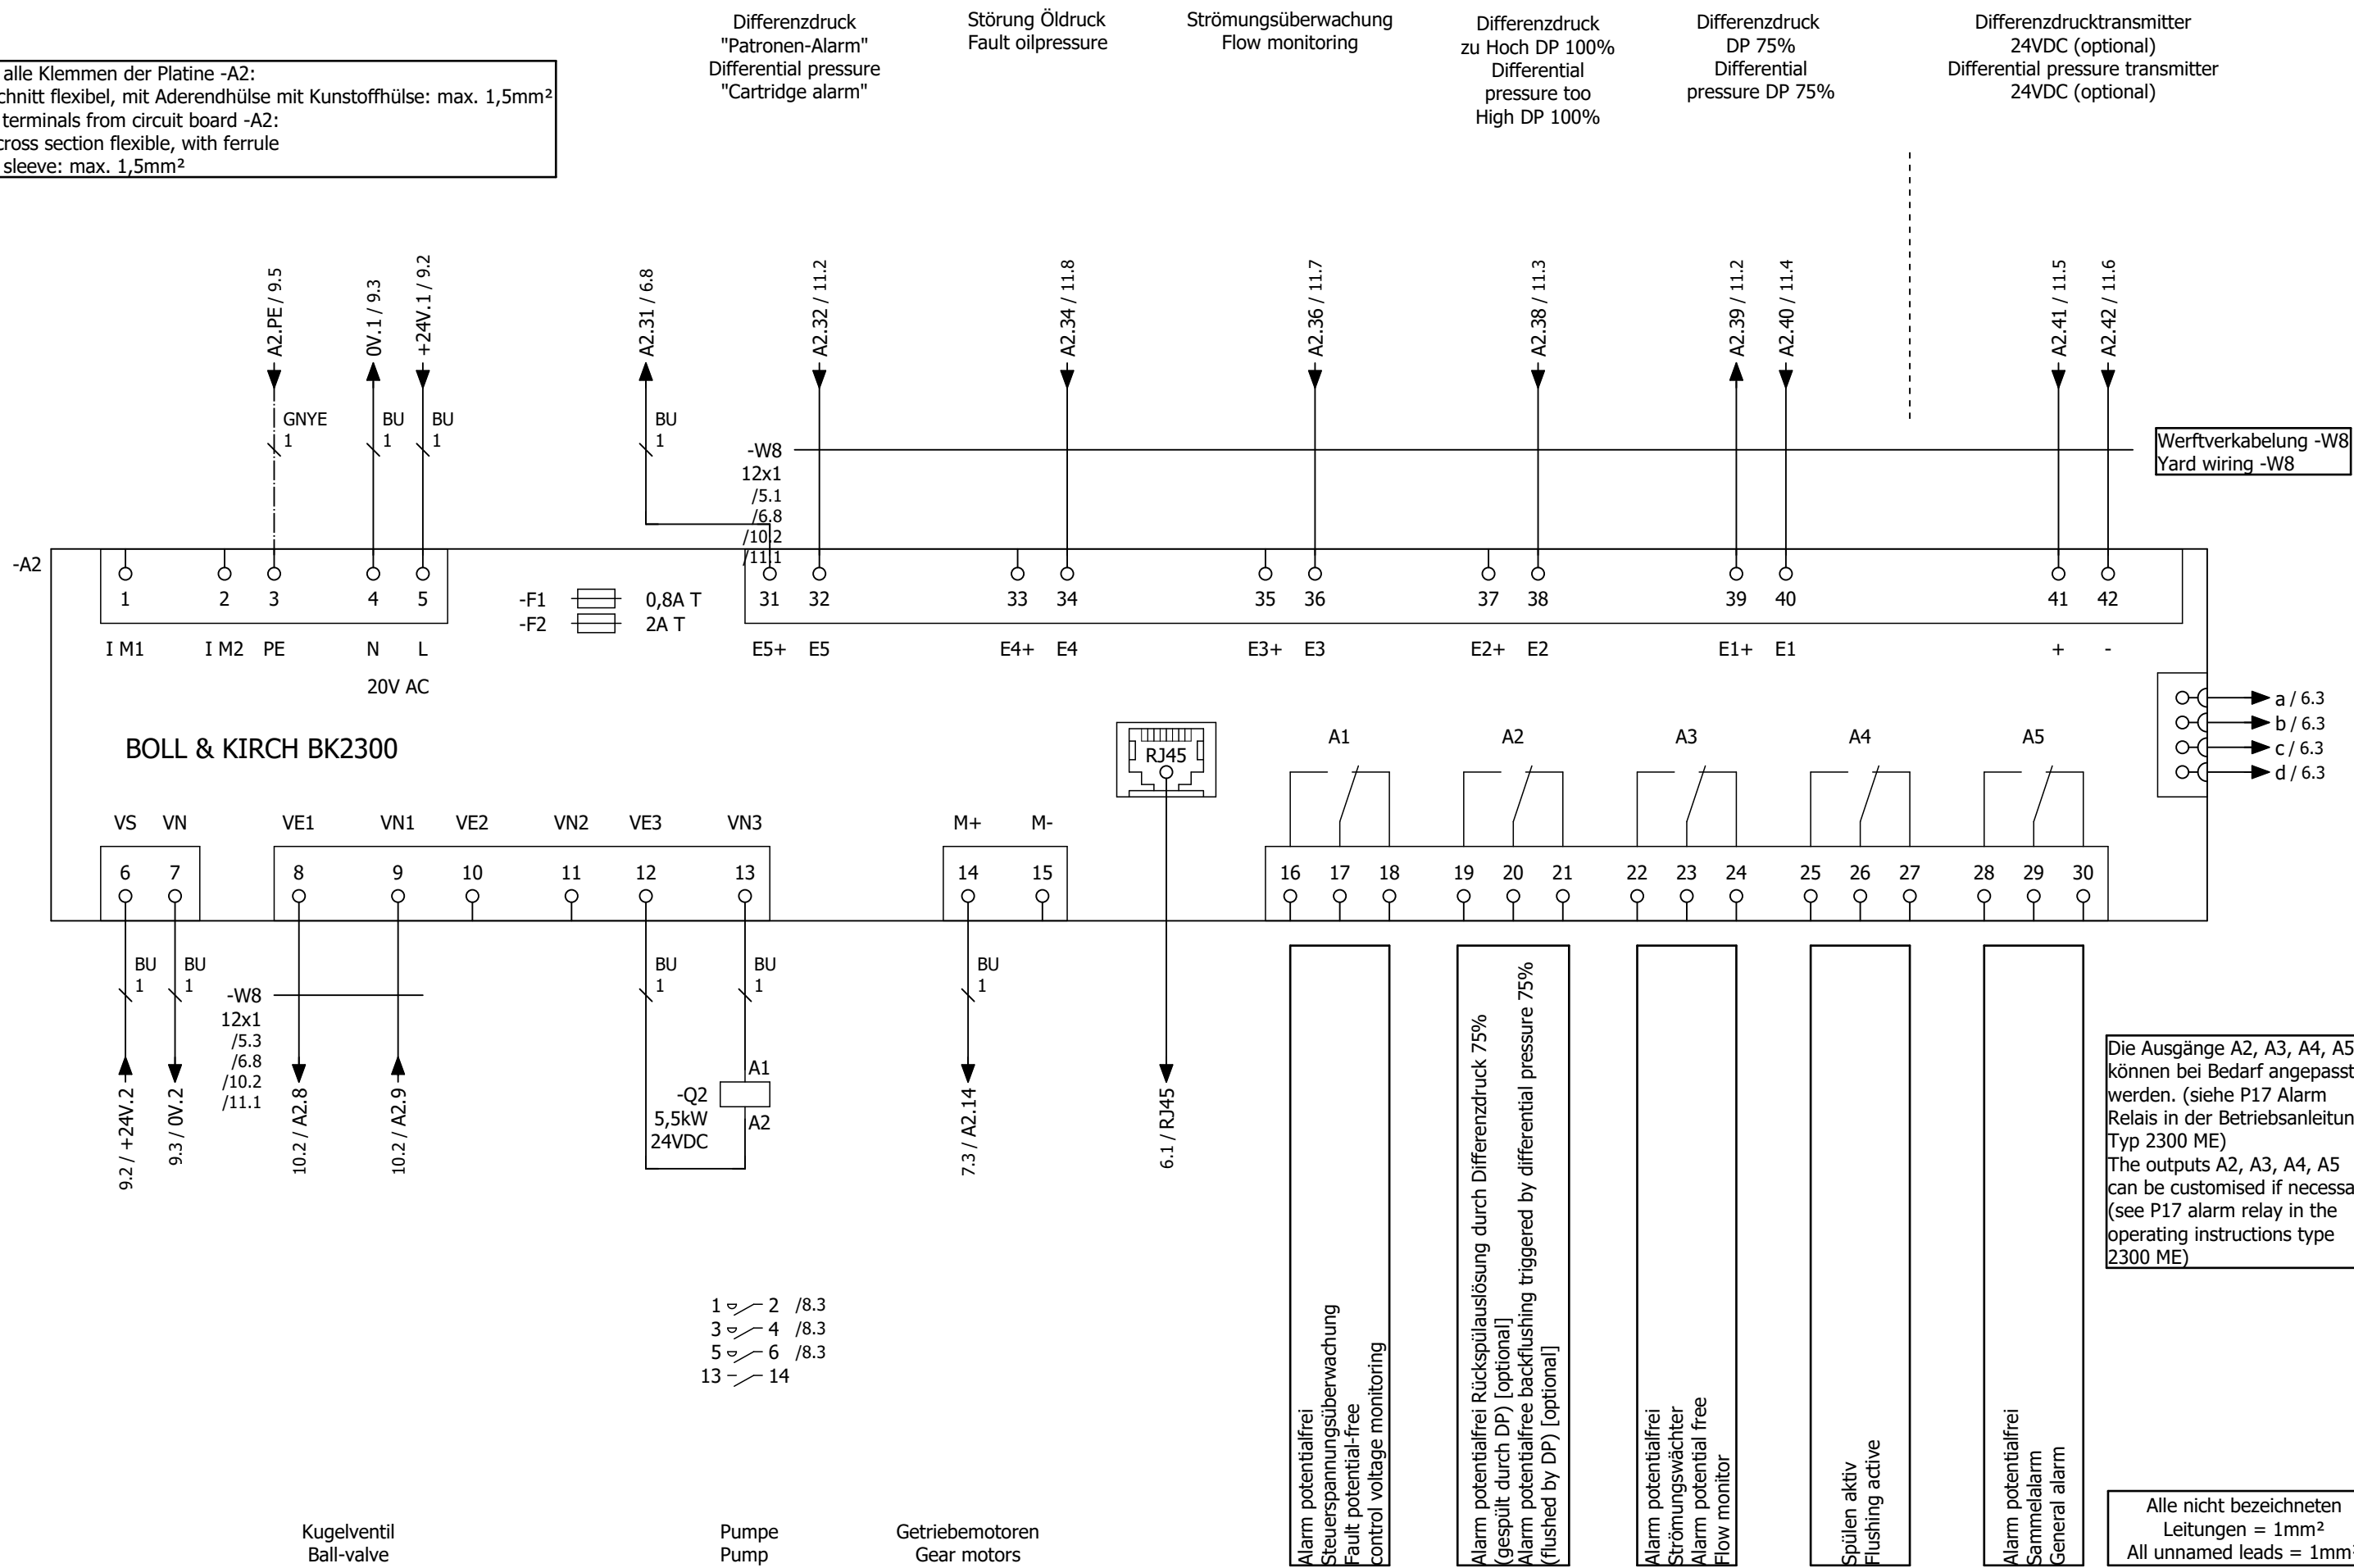 Differenzdruck
"Patronen-Alarm"
Differential pressure
"Cartridge alarm"
Störung Öldruck
Fault oilpressure
Strömungsüberwachung
Flow monitoring
Differenzdruck
zu Hoch DP 100%
Differential
pressure too
High DP 100%
Differenzdruck
DP 75%
Differential
pressure DP 75%
Differenzdrucktransmitter
24VDC (optional)
Differential pressure transmitter
24VDC (optional)
alle Klemmen der Platine -A2:
chnitt flexibel, mit Aderendhülse mit Kunstoffhülse: max. 1,5mm²
terminals from circuit board -A2:
cross section flexible, with ferrule
sleeve: max. 1,5mm²
A2.PE / 9.5
0V.1 / 9.3
+24V.1 / 9.2
A2.31 / 6.8
A2.32 / 11.2
A2.34 / 11.8
A2.36 / 11.7
A2.38 / 11.3
A2.39 / 11.2
A2.40 / 11.4
A2.41 / 11.5
A2.42 / 11.6
GNYE
1
BU
1
BU
1
BU
1
-W8
12x1
/5.1
/6.8
/10.2
/11.1
Werftverkabelung -W8
Yard wiring -W8
-A2
1 2 3 4 5
-F1 0,8A T
-F2 2A T
31 32 33 34 35 36 37 38 39 40 41 42
I M1 I M2 PE N L
20V AC
E5+ E5 E4+ E4 E3+ E3 E2+ E2 E1+ E1 + -
a / 6.3
b / 6.3
c / 6.3
d / 6.3
BOLL & KIRCH BK2300
RJ45
A1 A2 A3 A4 A5
VS VN VE1 VN1 VE2 VN2 VE3 VN3 M+ M-
6 7 8 9 10 11 12 13 14 15 16 17 18 19 20 21 22 23 24 25 26 27 28 29 30
BU
1
BU
1
-W8
12x1
/5.3
/6.8
/10.2
/11.1
BU
1
BU
1
BU
1
9.2 / +24V.2
9.3 / 0V.2
10.2 / A2.8
10.2 / A2.9
A1
-Q2
5,5kW
24VDC
A2
7.3 / A2.14
6.1 / RJ45
1 2 /8.3
3 4 /8.3
5 6 /8.3
13 14
Alarm potentialfrei
Steuerspannungsüberwachung
Fault potential-free
control voltage monitoring
Alarm potentialfrei Rückspülauslösung durch Differenzdruck 75%
(gespült durch DP) [optional]
Alarm potentialfree backflushing triggered by differential pressure 75%
(flushed by DP) [optional]
Alarm potentialfrei
Strömungswächter
Alarm potential free
Flow monitor
Spülen aktiv
Flushing active
Alarm potentialfrei
Sammelalarm
General alarm
Die Ausgänge A2, A3, A4, A5
können bei Bedarf angepasst
werden. (siehe P17 Alarm
Relais in der Betriebsanleitun
Typ 2300 ME)
The outputs A2, A3, A4, A5
can be customised if necessa
(see P17 alarm relay in the
operating instructions type
2300 ME)
Kugelventil
Ball-valve
Pumpe
Pump
Getriebemotoren
Gear motors
Alle nicht bezeichneten
Leitungen = 1mm²
All unnamed leads = 1mm²